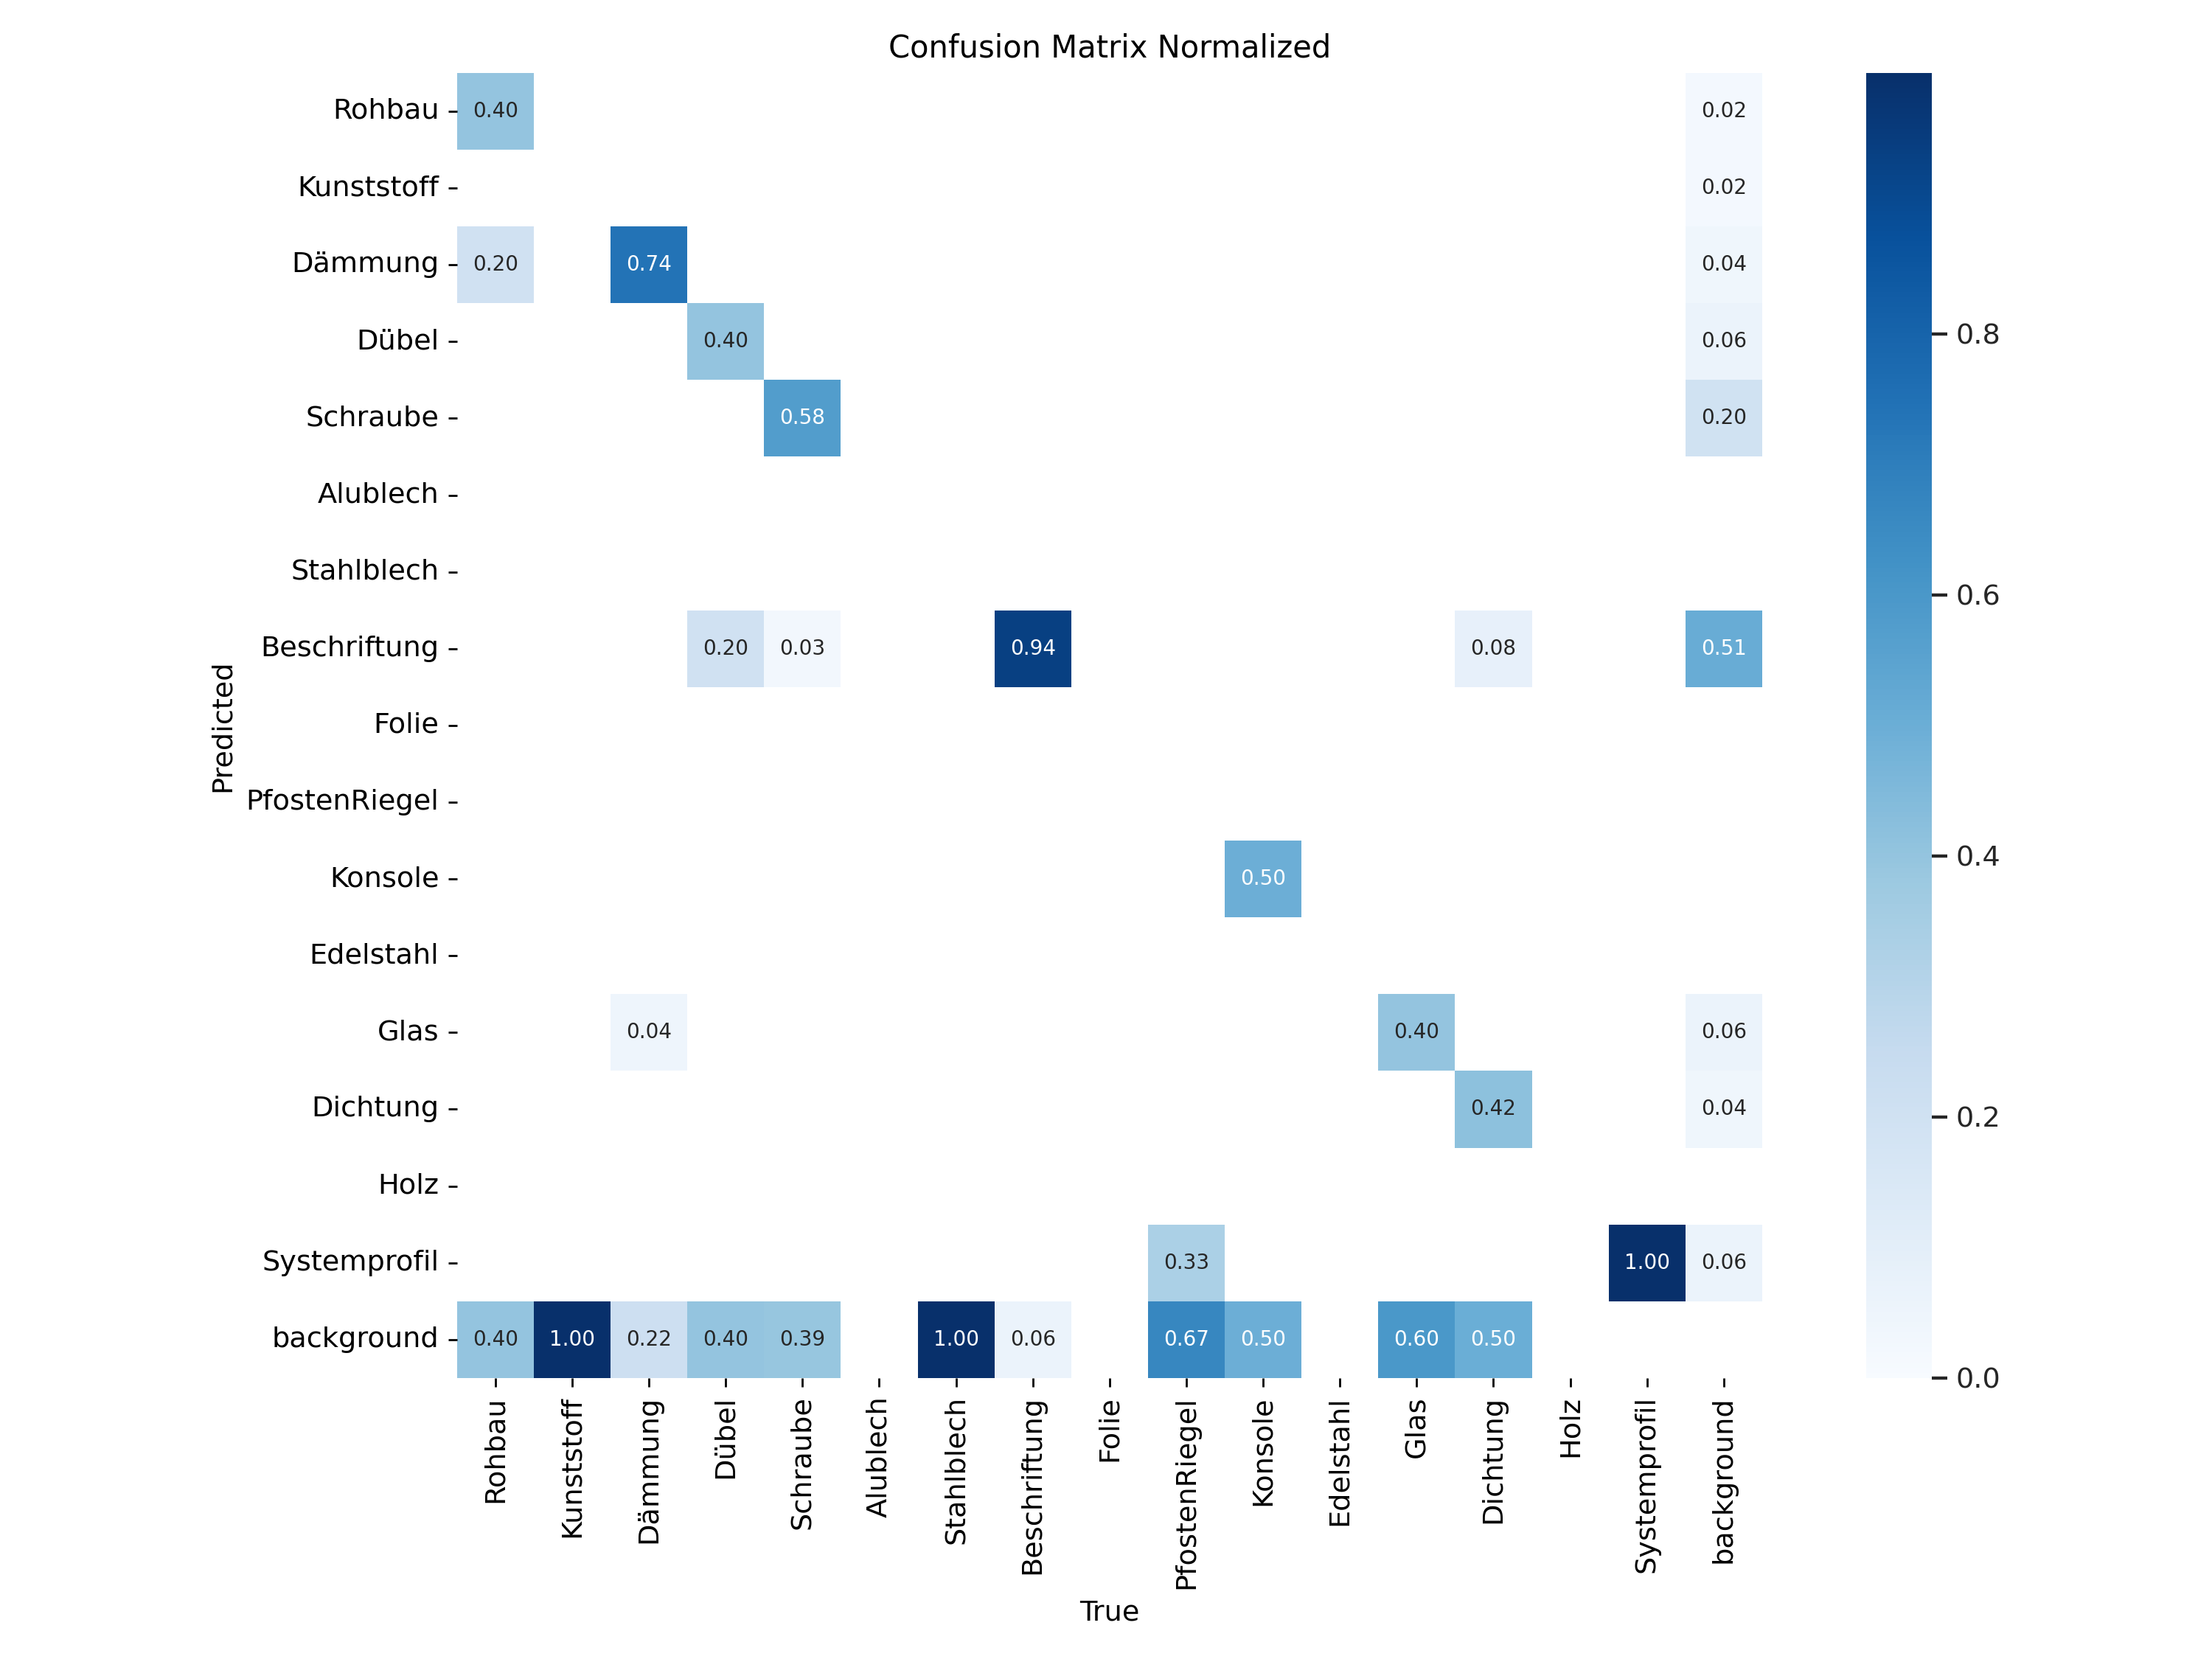 Confusion Matrix Normalized
Rohbau 0.40 0.02
Kunststoff 0.02
Dämmung 0.20 0.74 0.04
Dübel 0.40 0.06
Schraube 0.58 0.20
Alublech
Stahlblech
Beschriftung 0.20 0.03 0.94 0.08 0.51
Folie
PfostenRiegel
Konsole 0.50
Edelstahl
Glas 0.04 0.40 0.06
Dichtung 0.42 0.04
Holz
Systemprofil 0.33 1.00 0.06
background 0.40 1.00 0.22 0.40 0.39 1.00 0.06 0.67 0.50 0.60 0.50
Predicted
Rohbau
Kunststoff
Dämmung
Dübel
Schraube
Alublech
Stahlblech
Beschriftung
Folie
PfostenRiegel
Konsole
Edelstahl
Glas
Dichtung
Holz
Systemprofil
background
True
0.8
0.6
0.4
0.2
0.0